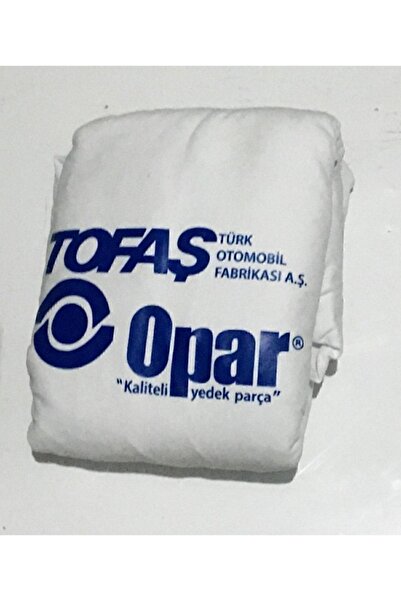 TOFAŞ TÜRK
OTOMOBİL
FABRİKASI A.Ş.
Opar®
"Kaliteli yedek parça"